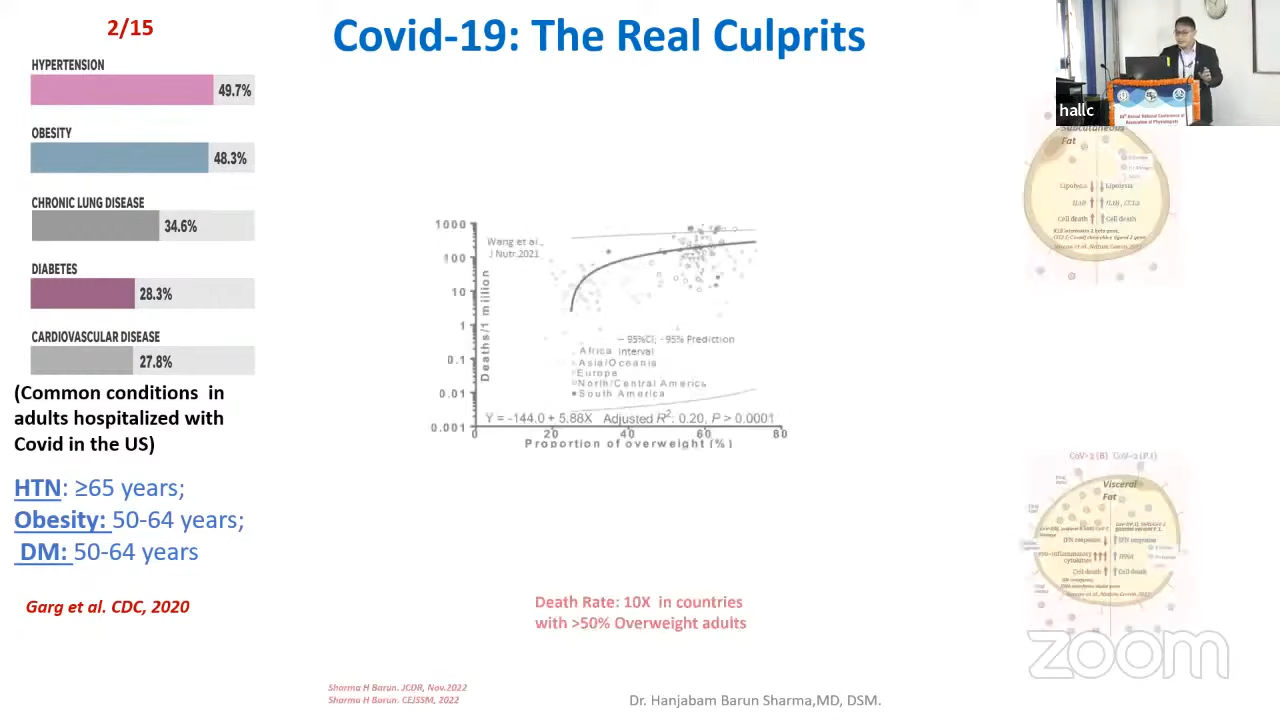 2/15
Covid-19: The Real Culprits
HYPERTENSION
49.7%
OBESITY
48.3%
CHRONIC LUNG DISEASE
34.6%
DIABETES
28.3%
CARDIOVASCULAR DISEASE
27.8%
(Common conditions in
adults hospitalized with
Covid in the US)
HTN: ≥65 years;
Obesity: 50-64 years;
DM: 50-64 years
Garg et al. CDC, 2020
1000
100
10
1
0.1
0.01
0.001
Deaths/1 million
Wang et al.,
J Nutr.2021
– 95%CI; - 95% Prediction
Interval
Africa
Asia/Oceania
Europe
North/Central America
South America
Y = -144.0 + 5.88X Adjusted R²: 0.20, P > 0.0001
0 20 40 60 80
Proportion of overweight (%)
Death Rate: 10X in countries
with >50% Overweight adults
Sharma H Barun. JCDR, Nov.2022
Sharma H Barun. CEJSSM, 2022
Dr. Hanjabam Barun Sharma,MD, DSM.
hallc
Subcutaneous
Fat
Lipolysis Lipolysis
Cell death Cell death
CoV-2 (B) CoV-2 (P.1)
Visceral
Fat
IFN response IFN response
Pro-inflammatory
cytokines
Cell death Cell death
zoom